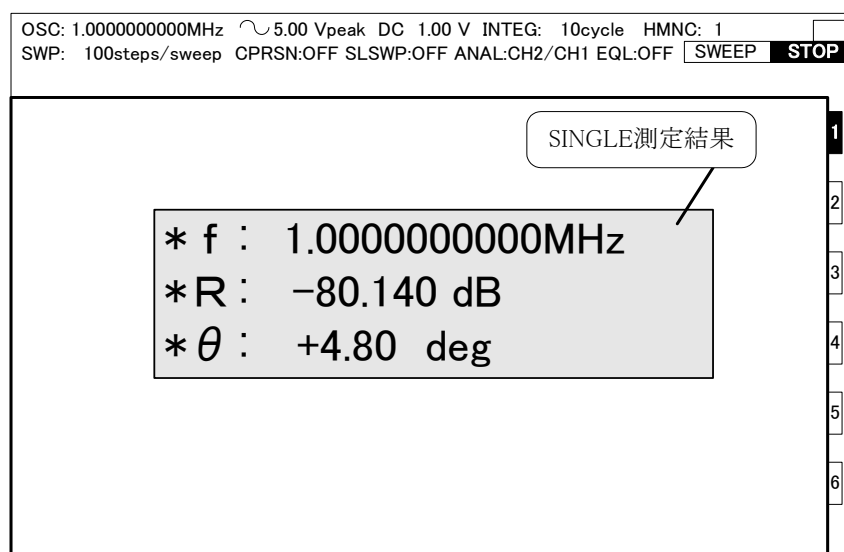 OSC: 1.0000000000MHz 5.00 Vpeak DC 1.00 V INTEG: 10cycle HMNC: 1
SWP: 100steps/sweep CPRSN:OFF SLSWP:OFF ANAL:CH2/CH1 EQL:OFF SWEEP STOP
SINGLE測定結果
1
2
3
4
5
6
*f: 1.0000000000MHz
*R: -80.140 dB
*θ: +4.80 deg